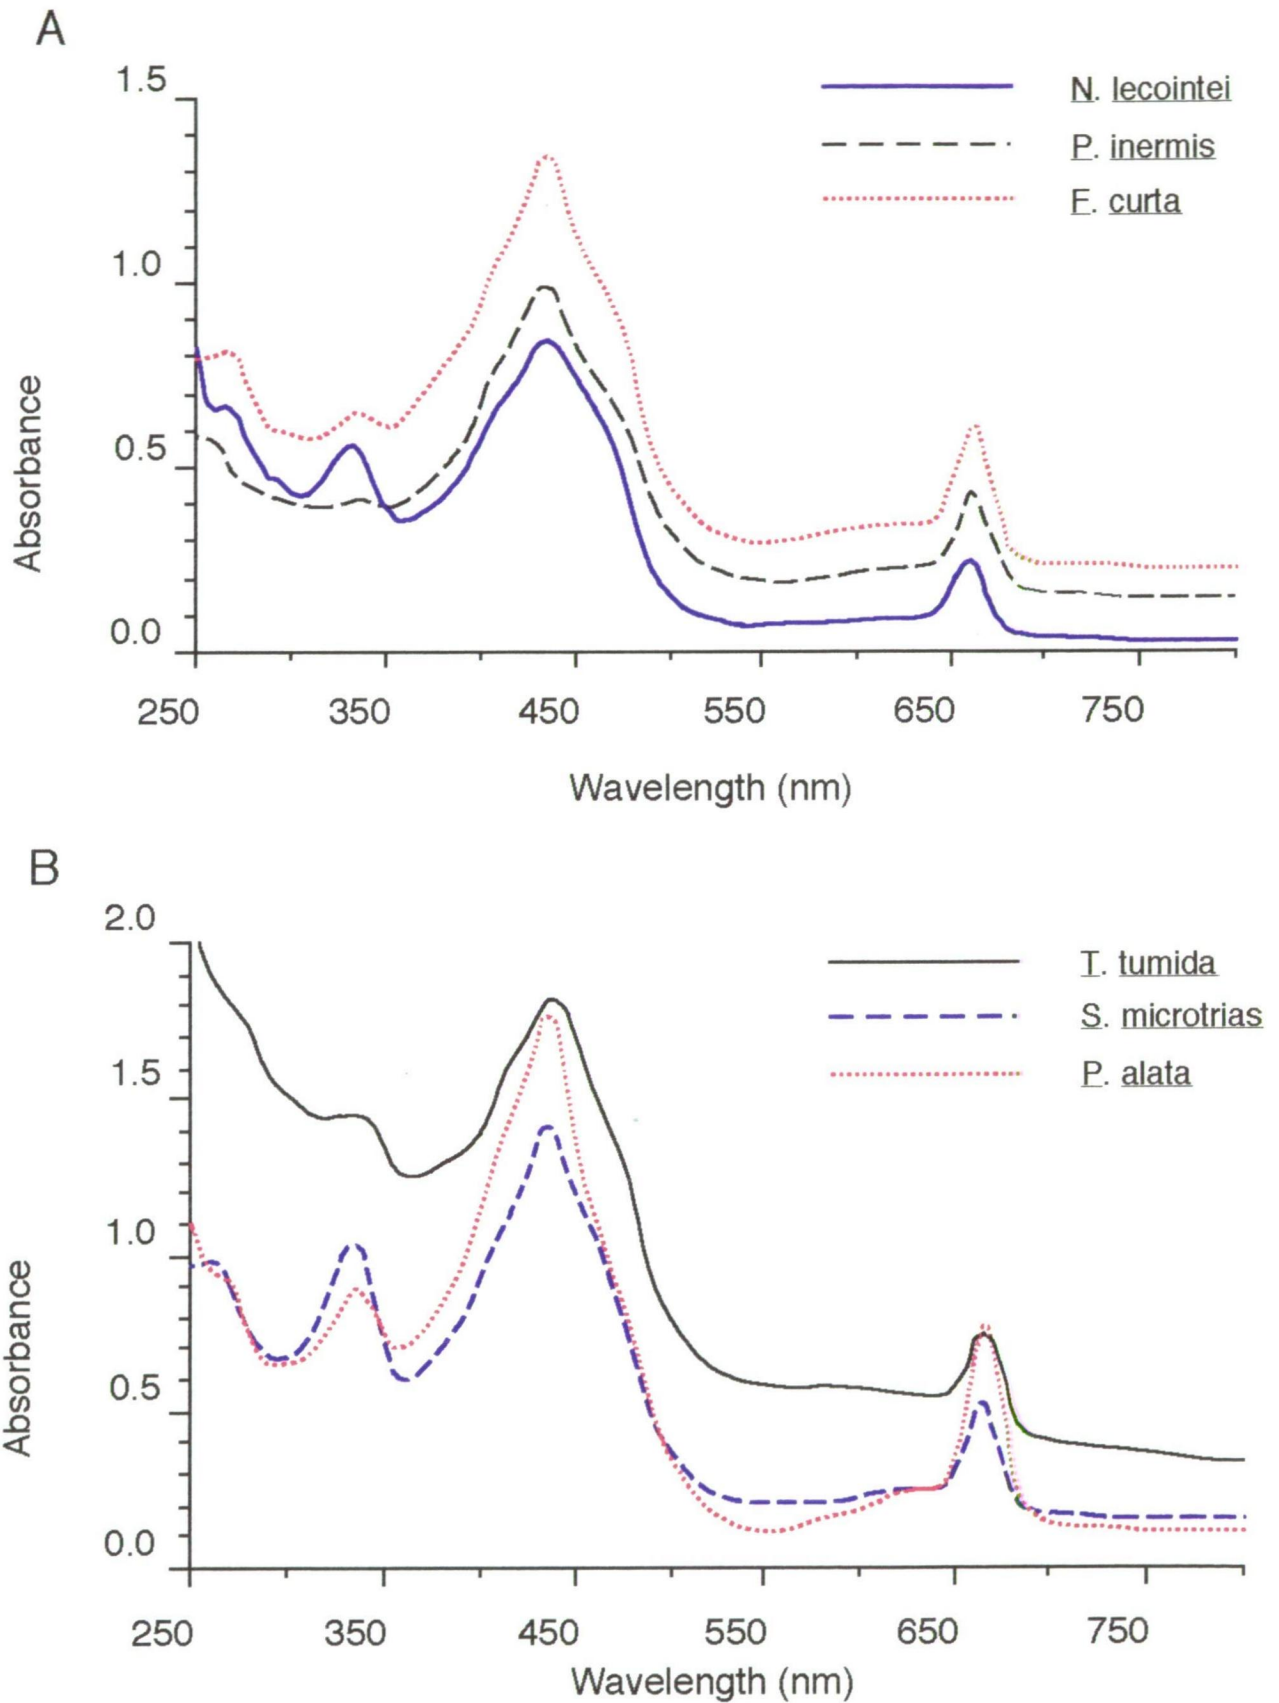 A
1.5
1.0
0.5
0.0
Absorbance
N. lecointei
P. inermis
F. curta
250 350 450 550 650 750
Wavelength (nm)
B
2.0
1.5
1.0
0.5
0.0
Absorbance
T. tumida
S. microtrias
P. alata
250 350 450 550 650 750
Wavelength (nm)